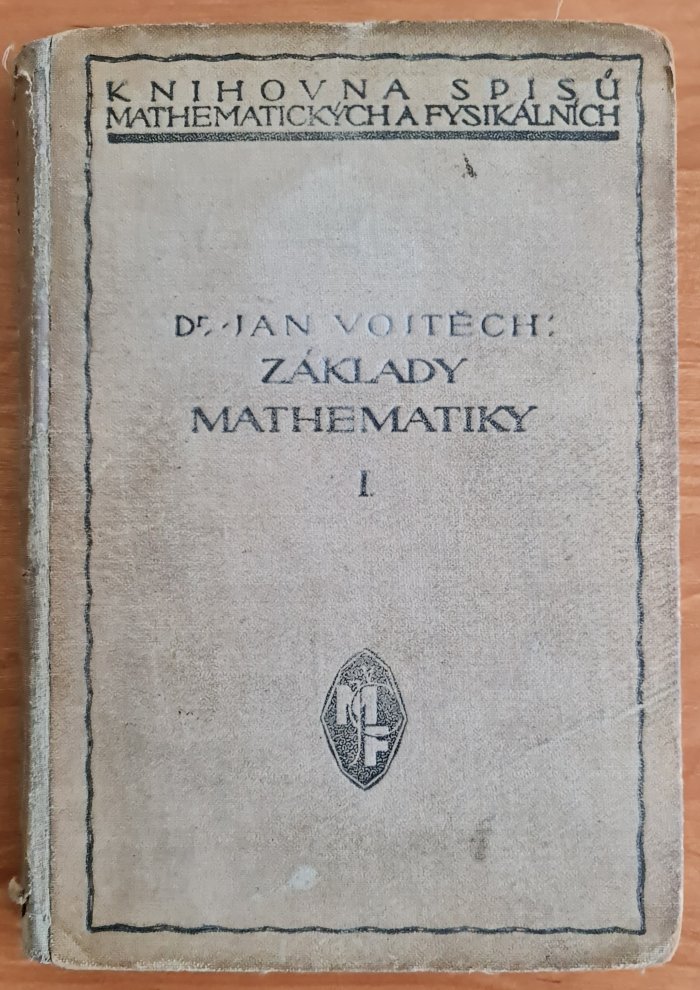 KNIHOVNA SPISŮ
MATHEMATICKÝCH A FYSIKÁLNÍCH
Dr. JAN VOJTĚCH:
ZÁKLADY
MATHEMATIKY
I.
M
F